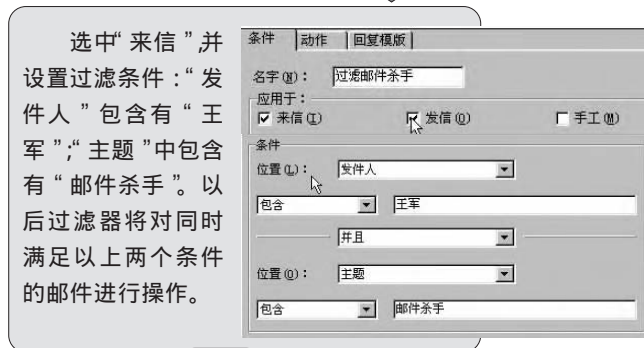 选中“来信”,并
设置过滤条件:“发
件人”包含有“王
军”;“主题”中包含
有“邮件杀手”。以
后过滤器将对同时
满足以上两个条件
的邮件进行操作。
条件 动作 回复模版
名字(N): 过滤邮件杀手
应用于:
来信(I) 发信(O) 手工(M)
条件
位置(L): 发件人
包含 王军
并且
位置(O): 主题
包含 邮件杀手